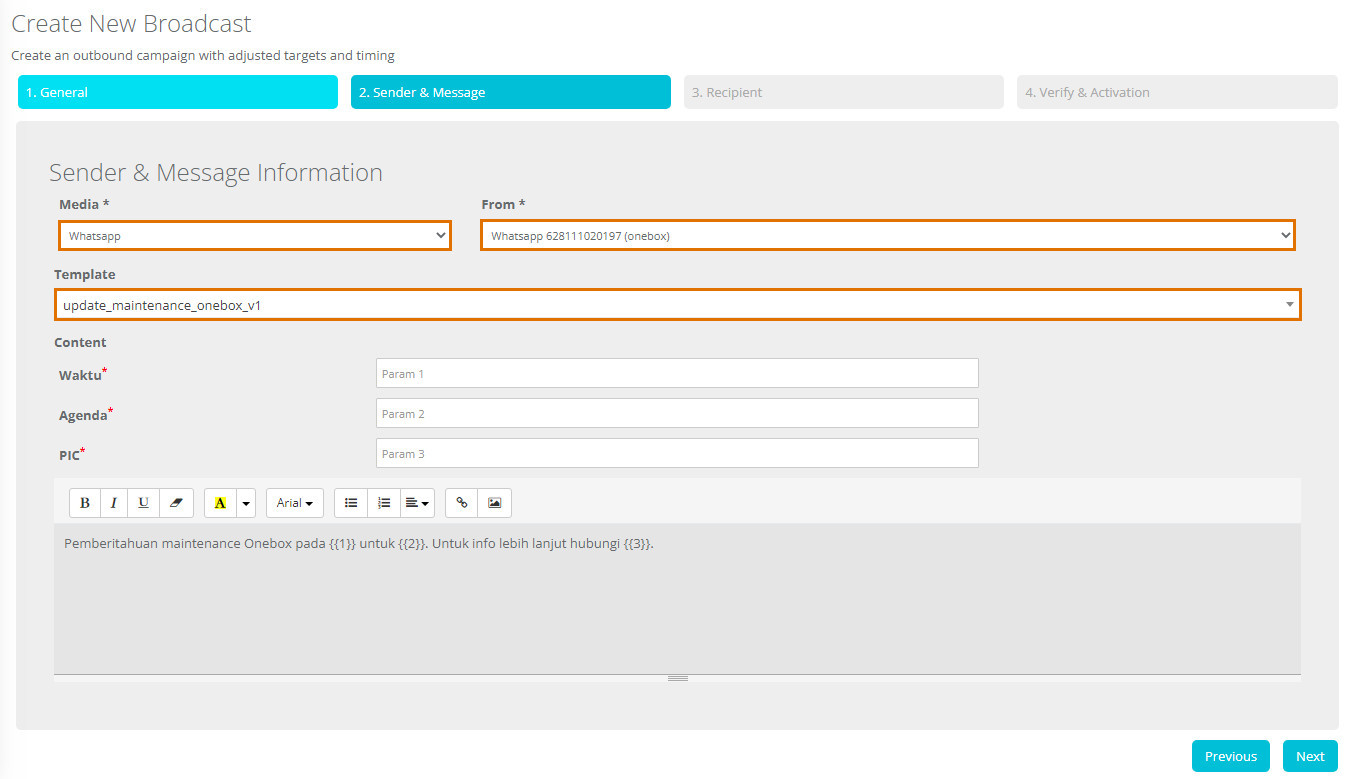 Create New Broadcast
Create an outbound campaign with adjusted targets and timing
1. General
2. Sender & Message
3. Recipient
4. Verify & Activation
Sender & Message Information
Media *
From *
Whatsapp
Whatsapp 628111020197 (onebox)
Template
update_maintenance_onebox_v1
Content
Waktu*
Param 1
Agenda*
Param 2
PIC*
Param 3
B I U A Arial
Pemberitahuan maintenance Onebox pada {{1}} untuk {{2}}. Untuk info lebih lanjut hubungi {{3}}.
Previous
Next